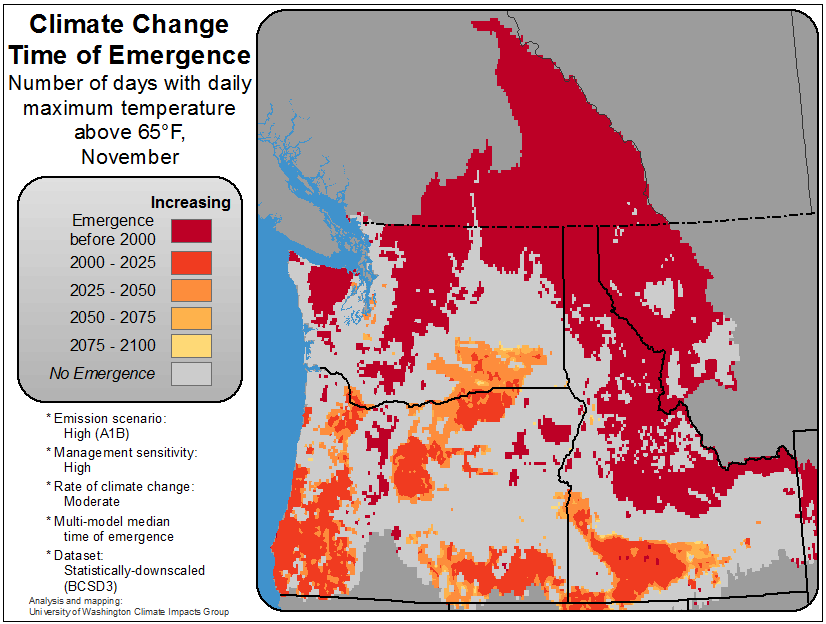 Climate Change
Time of Emergence
Number of days with daily
maximum temperature
above 65°F,
November
Increasing
Emergence
before 2000
2000 - 2025
2025 - 2050
2050 - 2075
2075 - 2100
No Emergence
* Emission scenario:
High (A1B)
* Management sensitivity:
High
* Rate of climate change:
Moderate
* Multi-model median
time of emergence
* Dataset:
Statistically-downscaled
(BCSD3)
Analysis and mapping:
University of Washington Climate Impacts Group